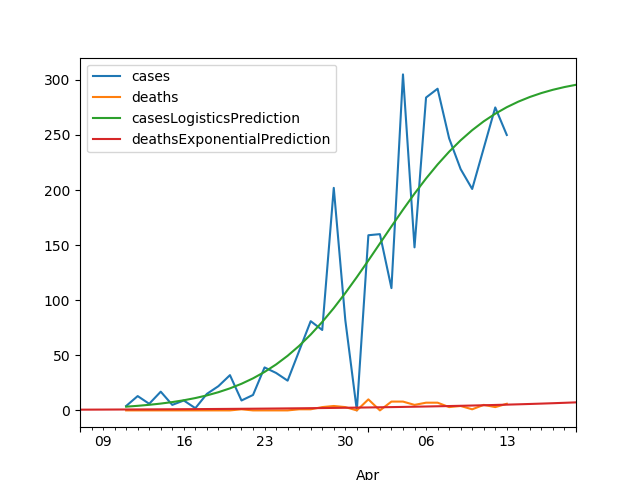 cases
deaths
casesLogisticsPrediction
deathsExponentialPrediction
300
250
200
150
100
50
0
09 16 23 30 06 13
Apr